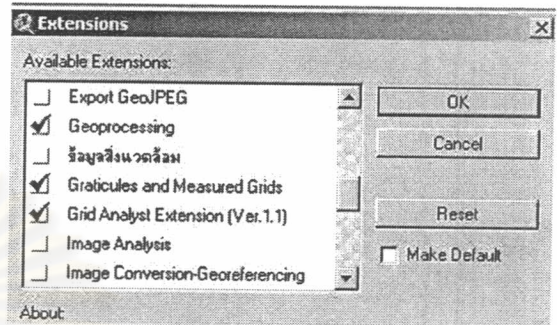 Extensions
Available Extensions:
Export GeoJPEG
Geoprocessing
ข้อมูลสิ่งแวดล้อม
Graticules and Measured Grids
Grid Analyst Extension (Ver.1.1)
Image Analysis
Image Conversion-Georeferencing
OK
Cancel
Reset
Make Default
About: